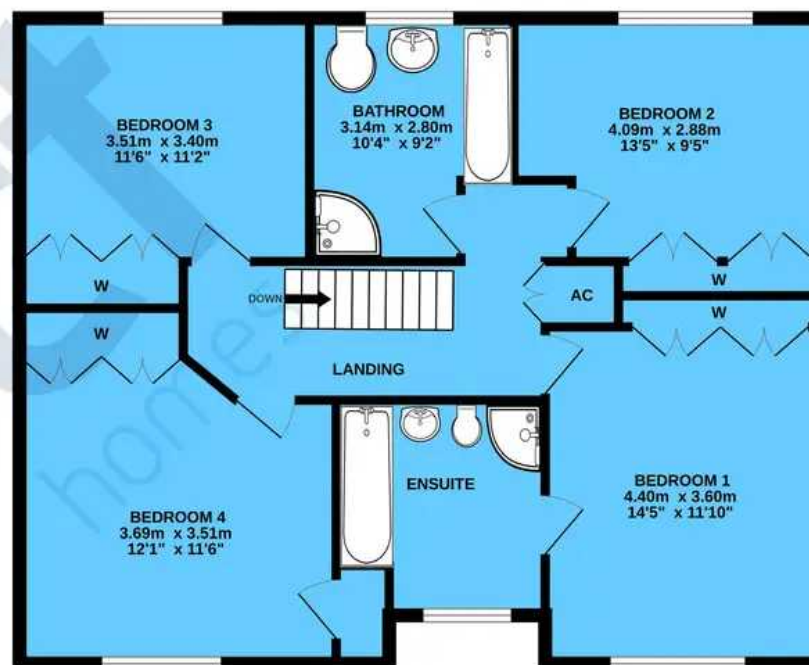 BEDROOM 3
3.51m x 3.40m
11'6" x 11'2"
BATHROOM
3.14m x 2.80m
10'4" x 9'2"
BEDROOM 2
4.09m x 2.88m
13'5" x 9'5"
W
W
DOWN
AC
W
W
LANDING
ENSUITE
BEDROOM 1
4.40m x 3.60m
14'5" x 11'10"
BEDROOM 4
3.69m x 3.51m
12'1" x 11'6"
homes